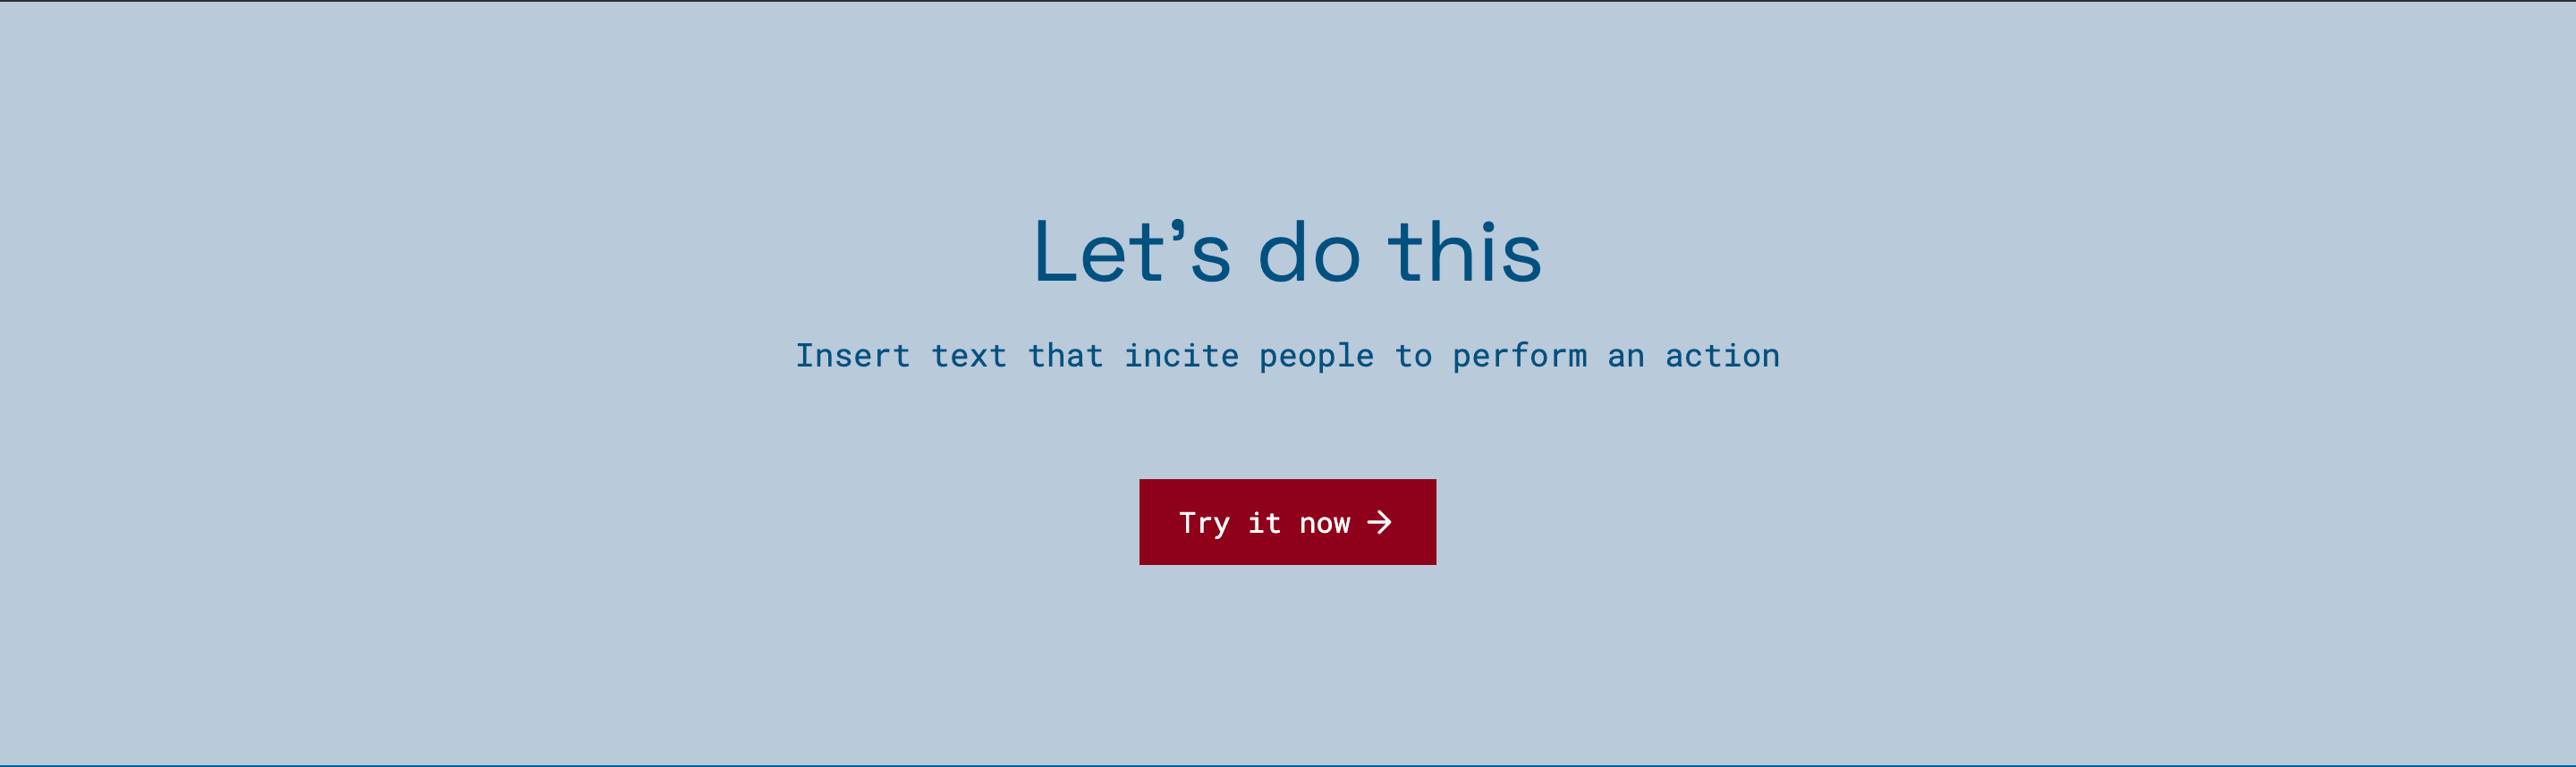 Let’s do this
Insert text that incite people to perform an action
Try it now →